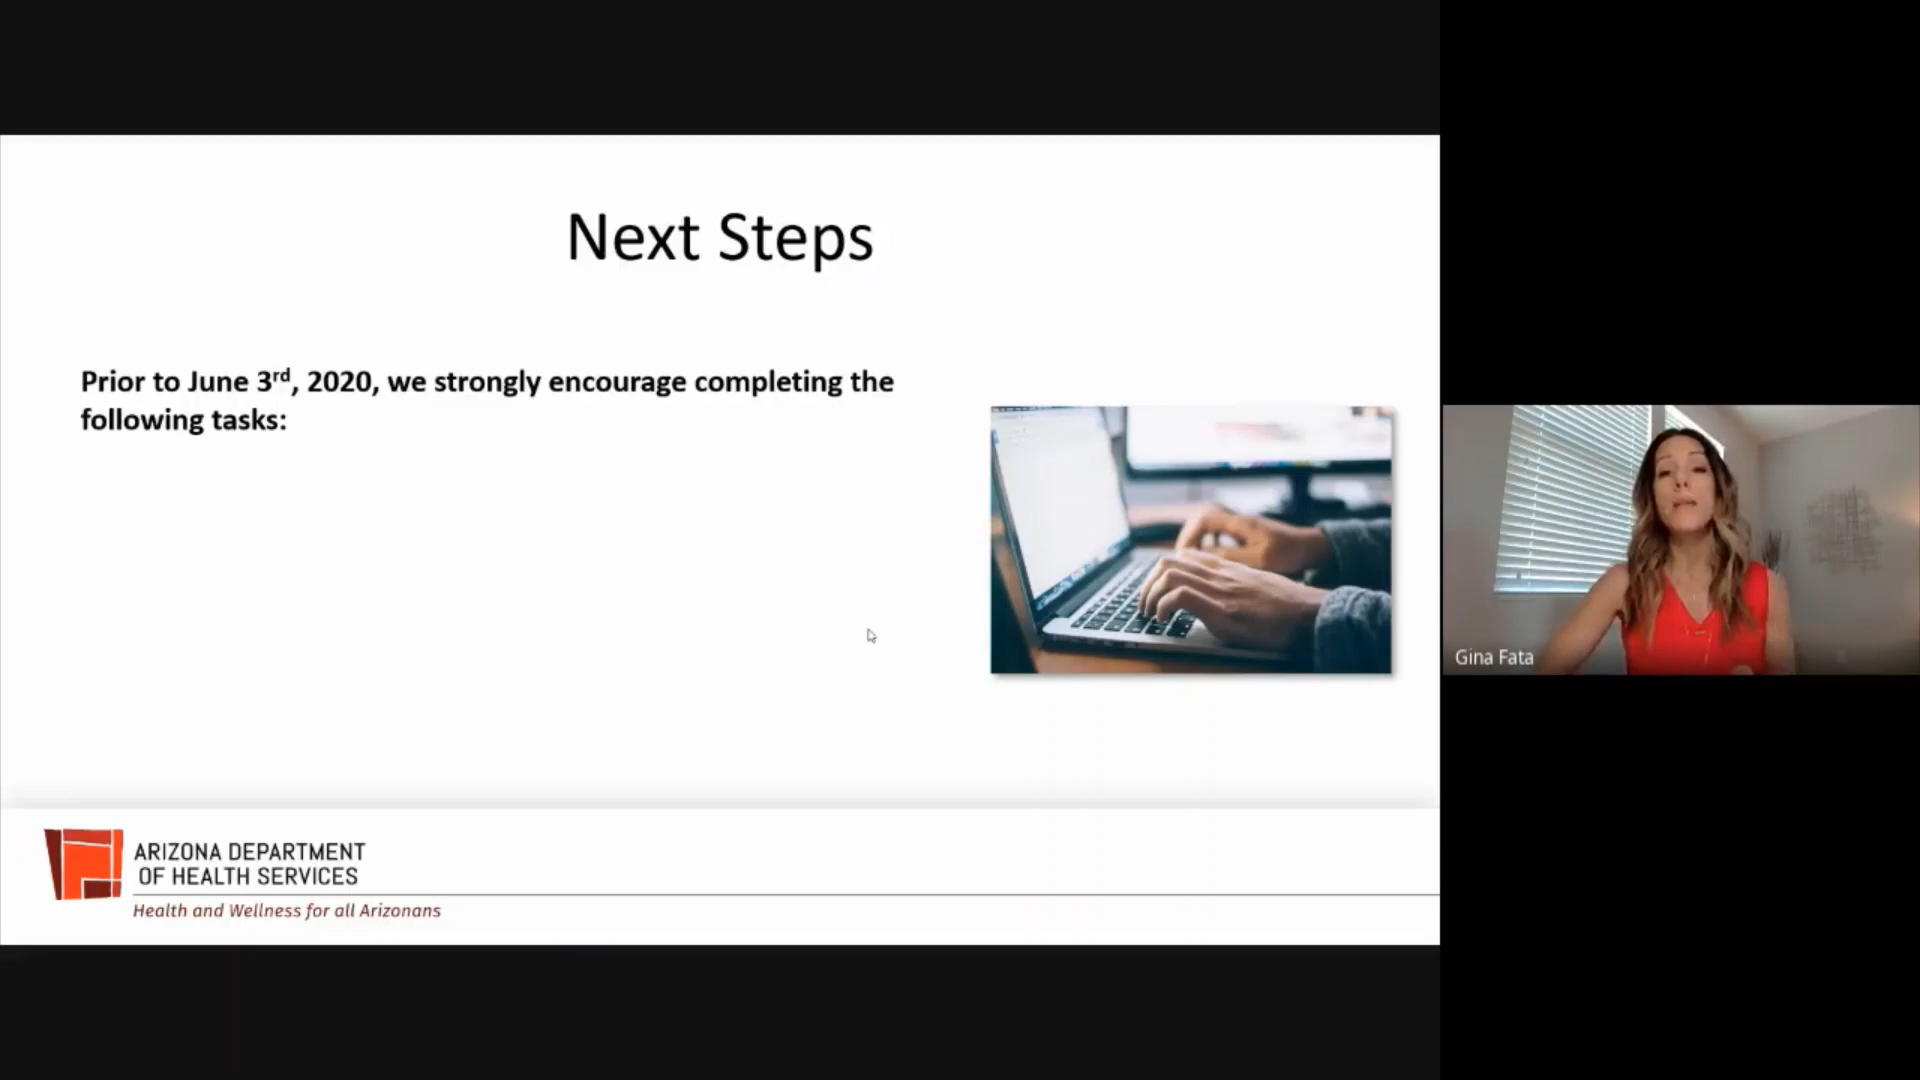 Next Steps
Prior to June 3rd, 2020, we strongly encourage completing the
following tasks:
Gina Fata
ARIZONA DEPARTMENT
OF HEALTH SERVICES
Health and Wellness for all Arizonans